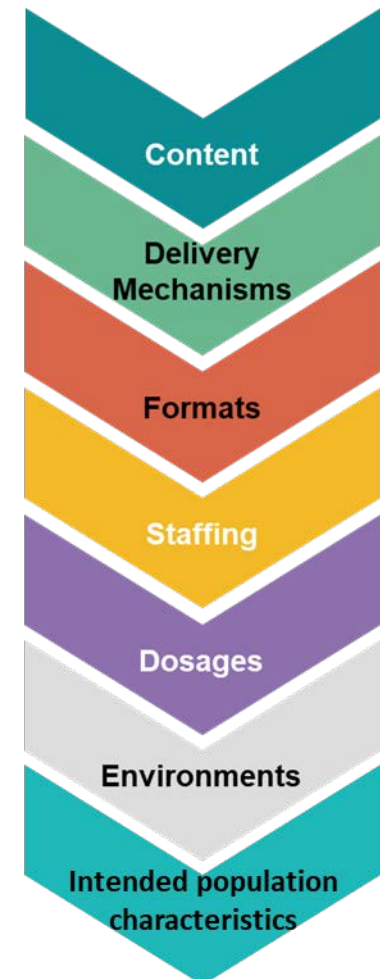 Content
Delivery
Mechanisms
Formats
Staffing
Dosages
Environments
Intended population
characteristics